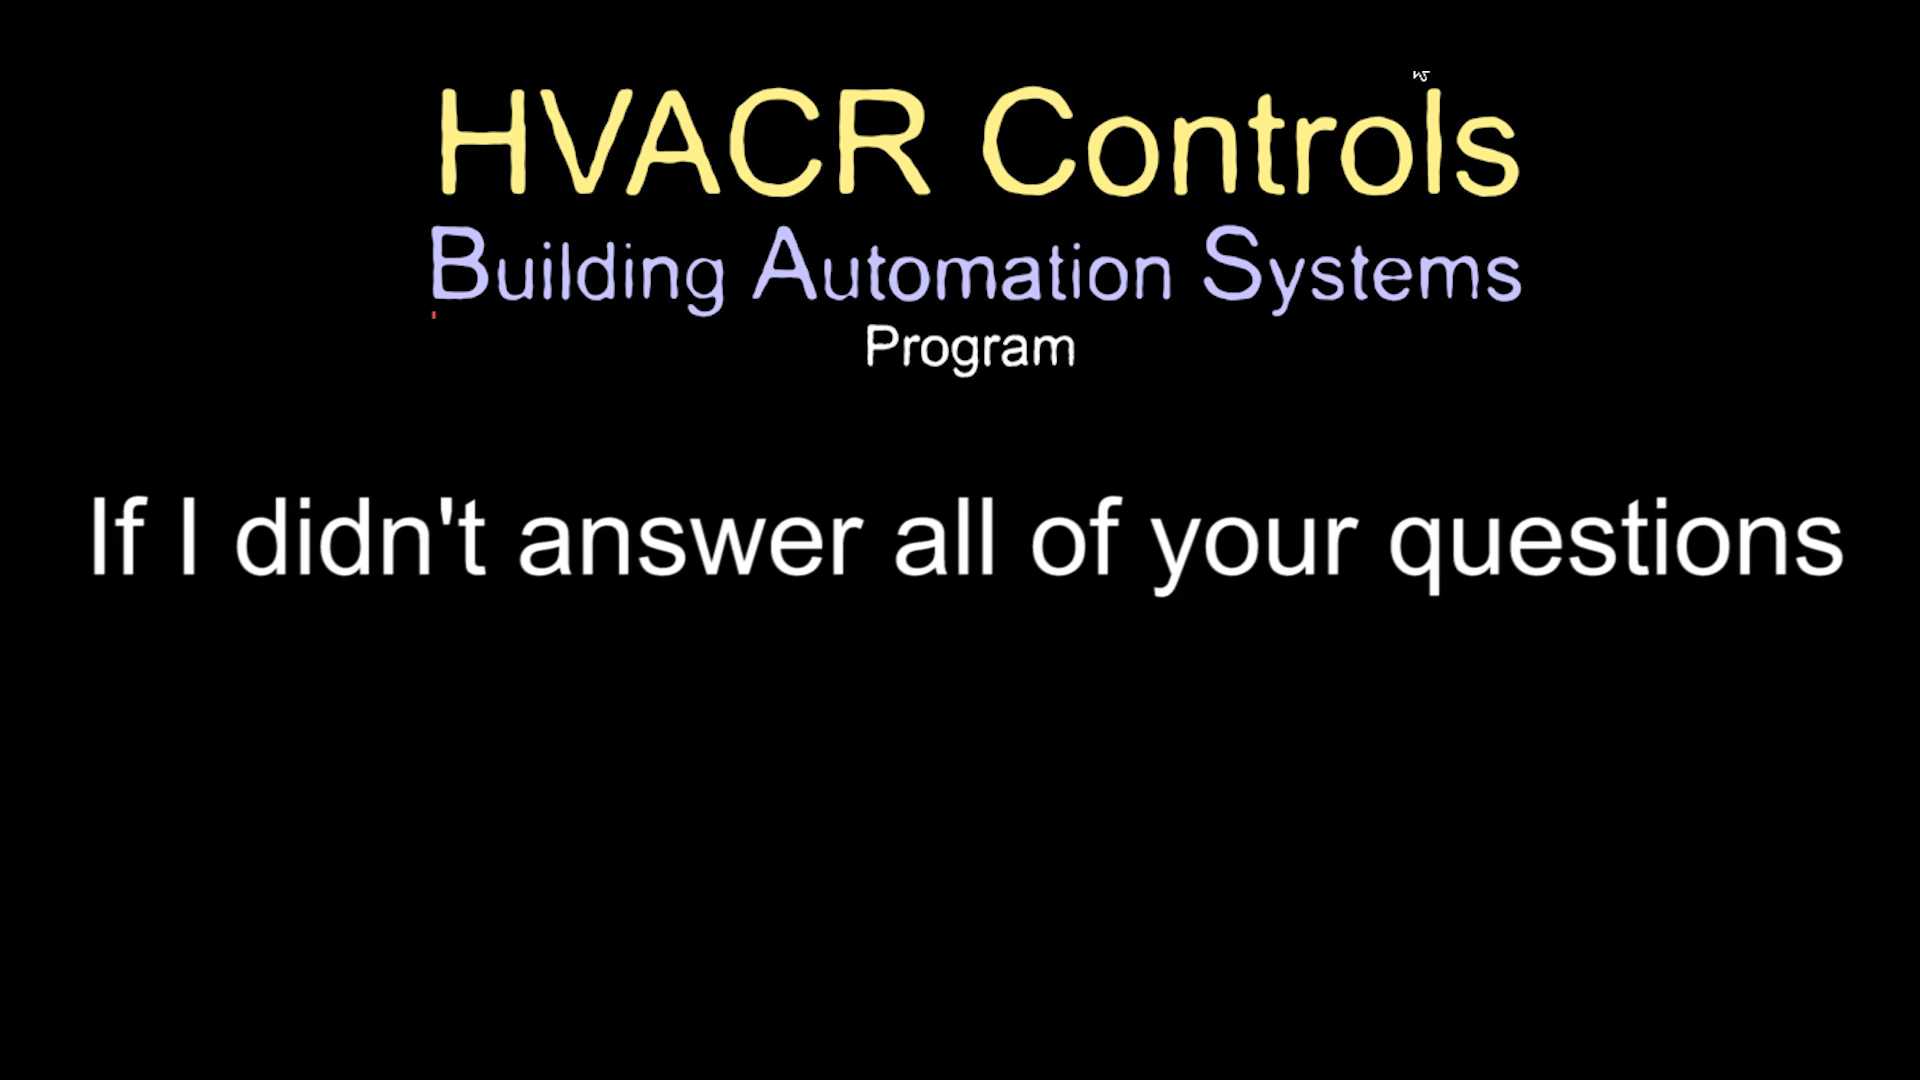 HVACR Controls
Building Automation Systems
Program
If I didn't answer all of your questions